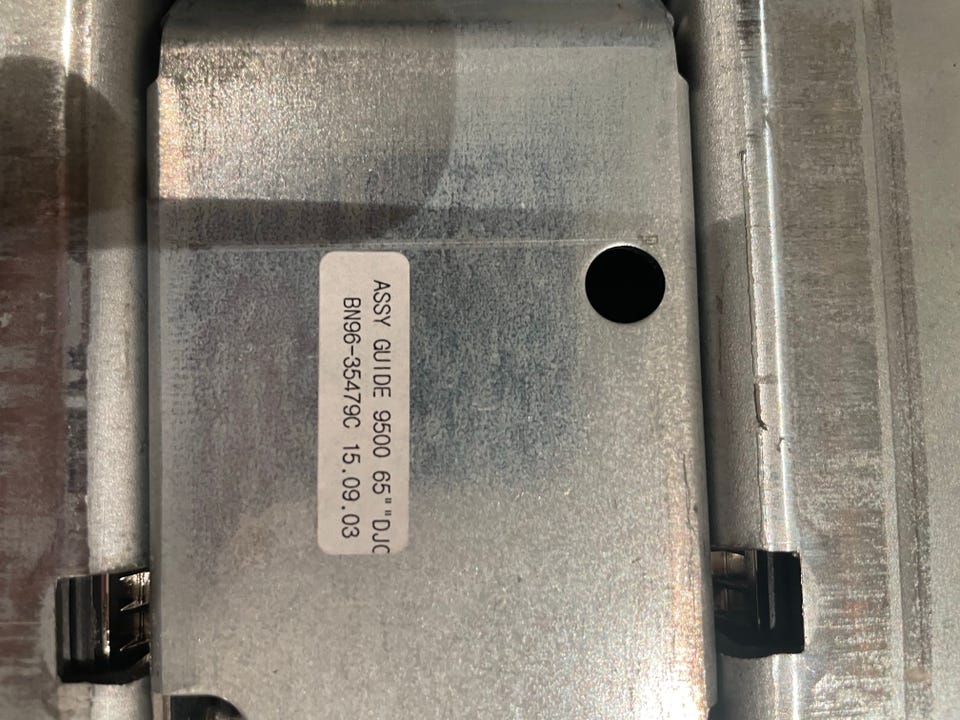 ASSY GUIDE 9500 65""DJC
BN96-35479C 15.09.03